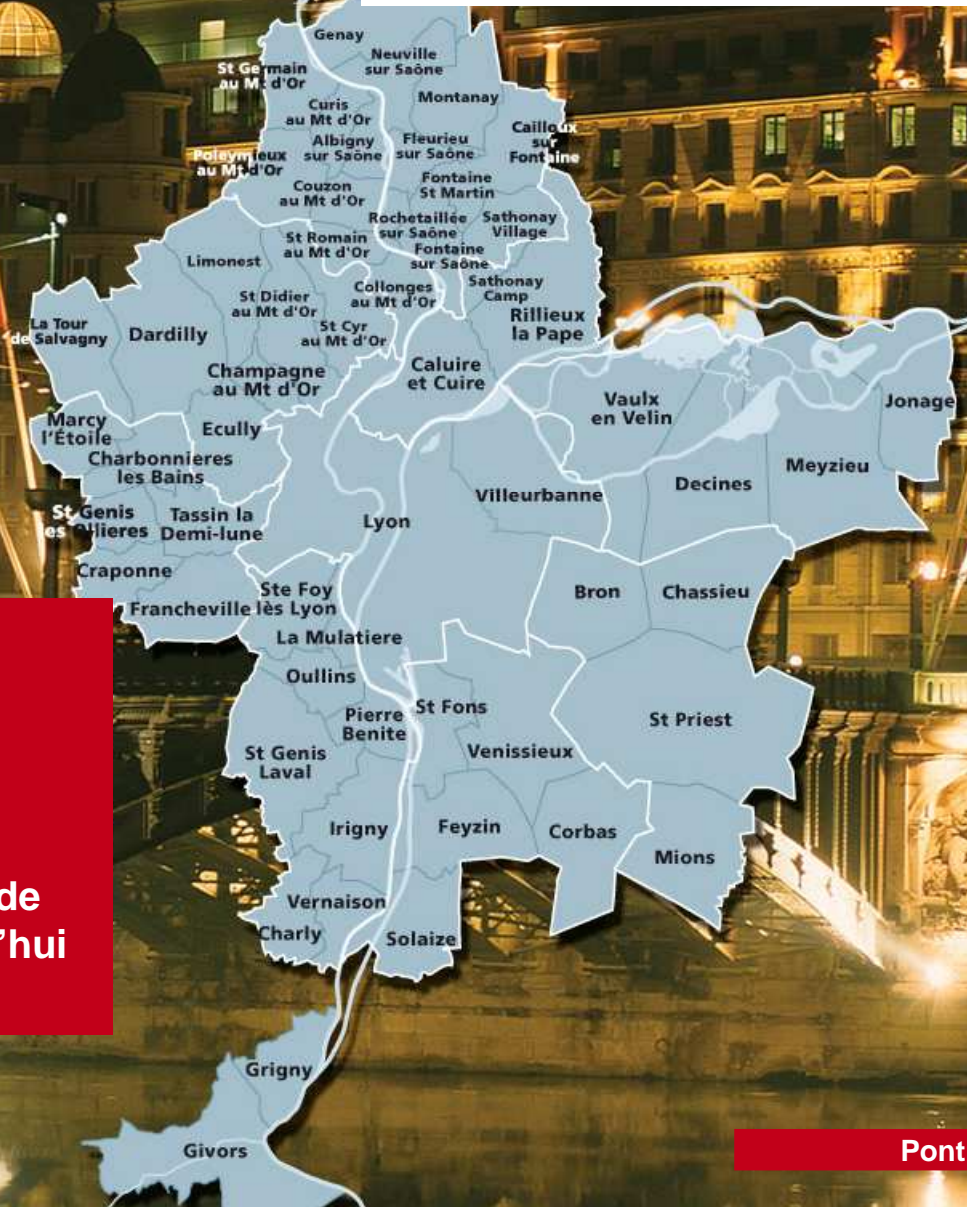 Genay
Neuville
sur Saône
St Germain
au Mt d'Or
Montanay
Curis
au Mt d'Or
Albigny
sur Saône
Fleurieu
sur Saône
Cailloux
sur
Fontaine
Poleymieux
au Mt d'Or
Couzon
au Mt d'Or
Fontaine
St Martin
Rochetaillée
sur Saône
Sathonay
Village
St Romain
au Mt d'Or
Fontaine
sur Saône
Limonest
Collonges
au Mt d'Or
Sathonay
Camp
St Didier
au Mt d'Or
Rillieux
la Pape
La Tour
de Salvagny
Dardilly
St Cyr
au Mt d'Or
Champagne
au Mt d'Or
Caluire
et Cuire
Vaulx
en Velin
Jonage
Marcy
l'Étoile
Ecully
Charbonnieres
les Bains
Meyzieu
Decines
Villeurbanne
St Genis
les Ollieres
Tassin la
Demi-lune
Lyon
Craponne
Ste Foy
lès Lyon
Francheville
Bron
Chassieu
La Mulatiere
Oullins
St Fons
Pierre
Benite
St Priest
St Genis
Laval
Venissieux
Irigny
Feyzin
Corbas
Mions
de
'hui
Vernaison
Charly
Solaize
Grigny
Givors
Pont